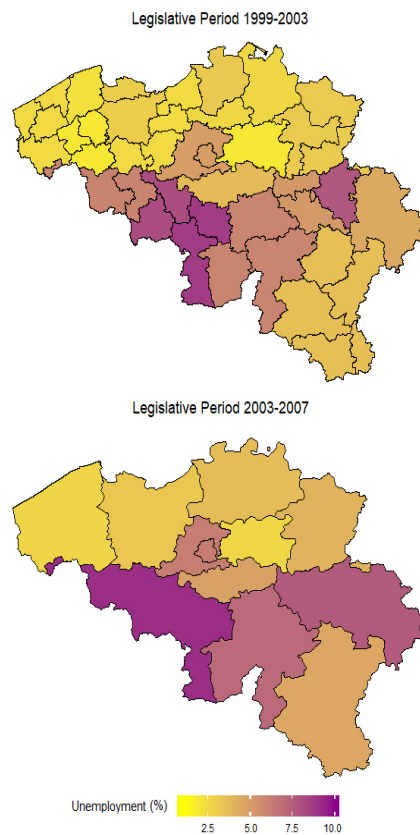 Legislative Period 1999-2003
Legislative Period 2003-2007
Unemployment (%)
2.5 5.0 7.5 10.0